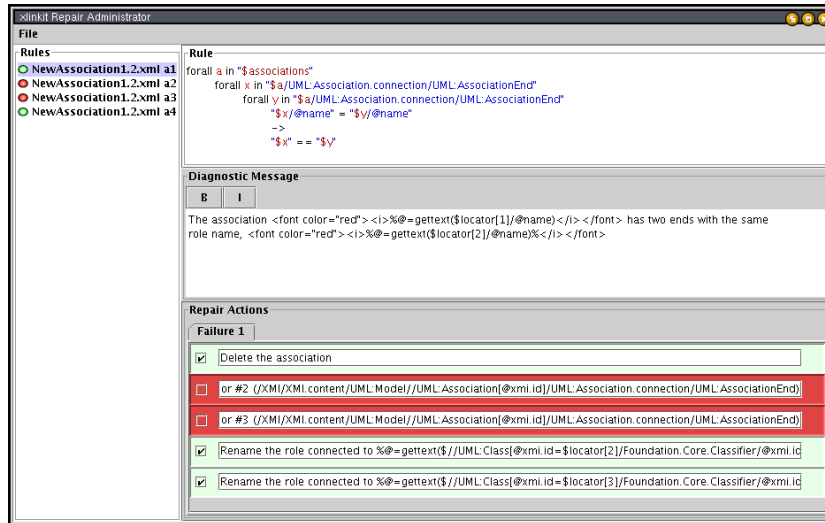 xlinkit Repair Administrator
File
Rules
NewAssociation1.2.xml a1
NewAssociation1.2.xml a2
NewAssociation1.2.xml a3
NewAssociation1.2.xml a4
Rule
forall a in "$associations"
forall x in "$a/UML:Association.connection/UML:AssociationEnd"
forall y in "$a/UML:Association.connection/UML:AssociationEnd"
"$x/@name" = "$y/@name"
->
"$x" == "$y"
Diagnostic Message
B I
The association <font color="red"><i>%@=gettext($locator[1]/@name)</i></font> has two ends with the same
role name, <font color="red"><i>%@=gettext($locator[2]/@name)%</i></font>
Repair Actions
Failure 1
Delete the association
or #2 (/XMI/XMI.content/UML:Model//UML:Association[@xmi.id]/UML:Association.connection/UML:AssociationEnd)
or #3 (/XMI/XMI.content/UML:Model//UML:Association[@xmi.id]/UML:Association.connection/UML:AssociationEnd)
Rename the role connected to %@=gettext($//UML:Class[@xmi.id=$locator[2]/Foundation.Core.Classifier/@xmi.ic
Rename the role connected to %@=gettext($//UML:Class[@xmi.id=$locator[3]/Foundation.Core.Classifier/@xmi.ic